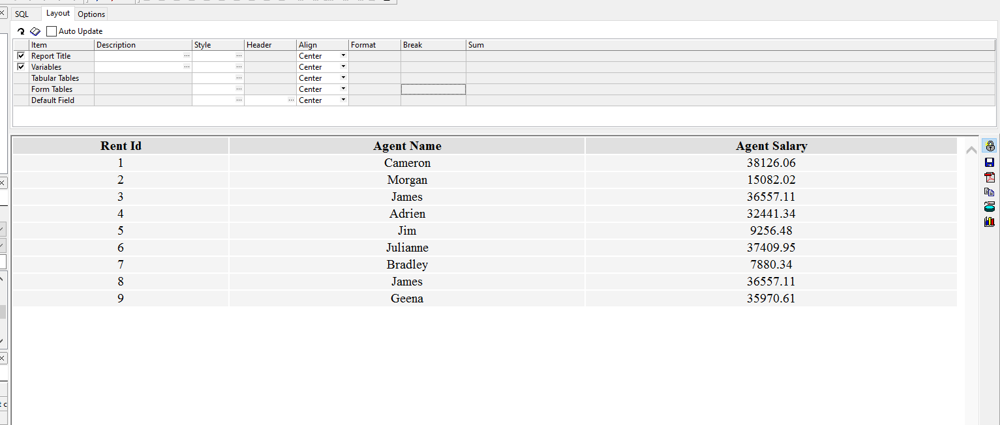 SQL Layout Options
Auto Update
Item Description Style Header Align Format Break Sum
Report Title ... ... Center
Variables ... ... Center
Tabular Tables ... Center
Form Tables ... Center
Default Field ... ... Center
Rent Id Agent Name Agent Salary
1 Cameron 38126.06
2 Morgan 15082.02
3 James 36557.11
4 Adrien 32441.34
5 Jim 9256.48
6 Julianne 37409.95
7 Bradley 7880.34
8 James 36557.11
9 Geena 35970.61
t c